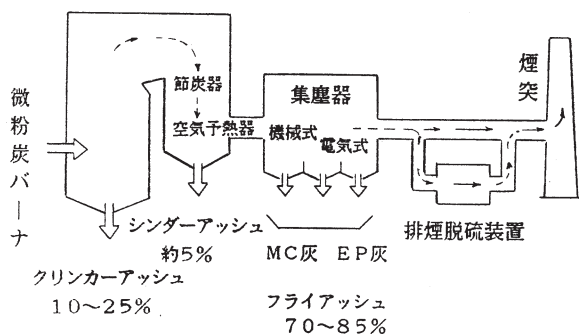 微粉炭バーナ
節炭器
空気予熱器
集塵器
機械式
電気式
煙突
排煙脱硫装置
シンダーアッシュ
約5%
クリンカーアッシュ
10〜25%
MC灰 EP灰
フライアッシュ
70〜85%